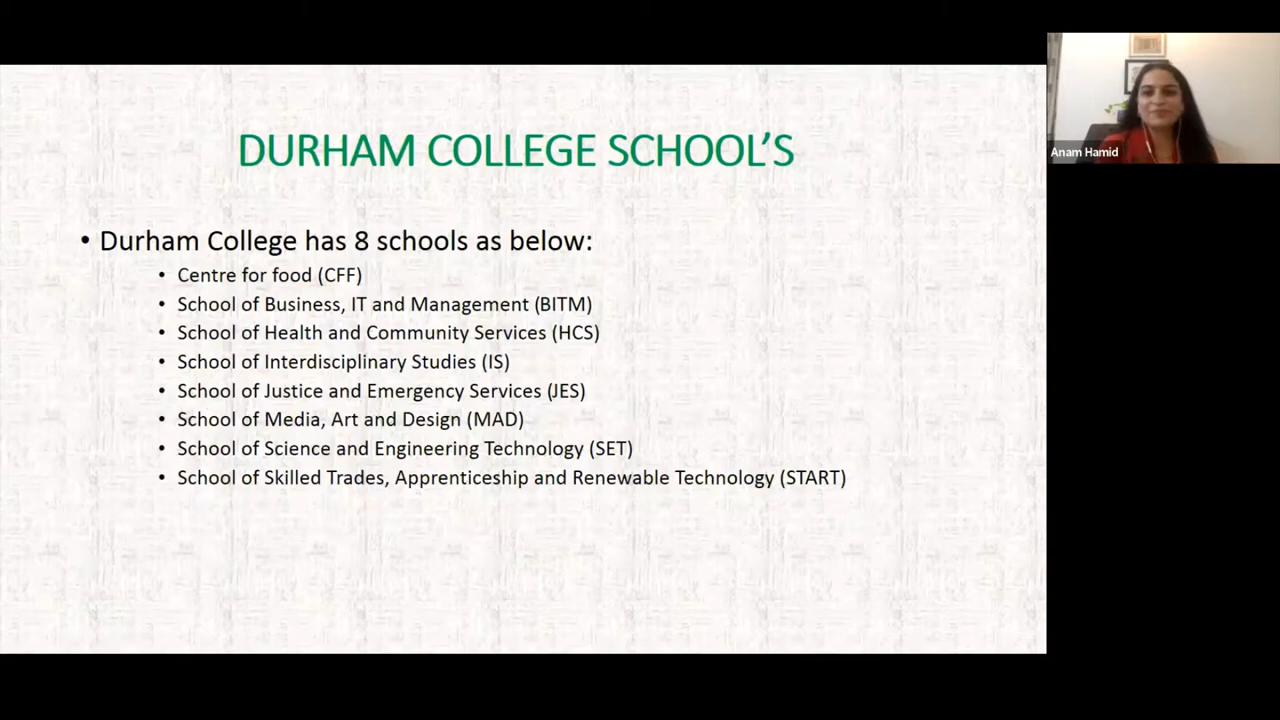 DURHAM COLLEGE SCHOOL'S
• Durham College has 8 schools as below:
• Centre for food (CFF)
• School of Business, IT and Management (BITM)
• School of Health and Community Services (HCS)
• School of Interdisciplinary Studies (IS)
• School of Justice and Emergency Services (JES)
• School of Media, Art and Design (MAD)
• School of Science and Engineering Technology (SET)
• School of Skilled Trades, Apprenticeship and Renewable Technology (START)
Anam Hamid